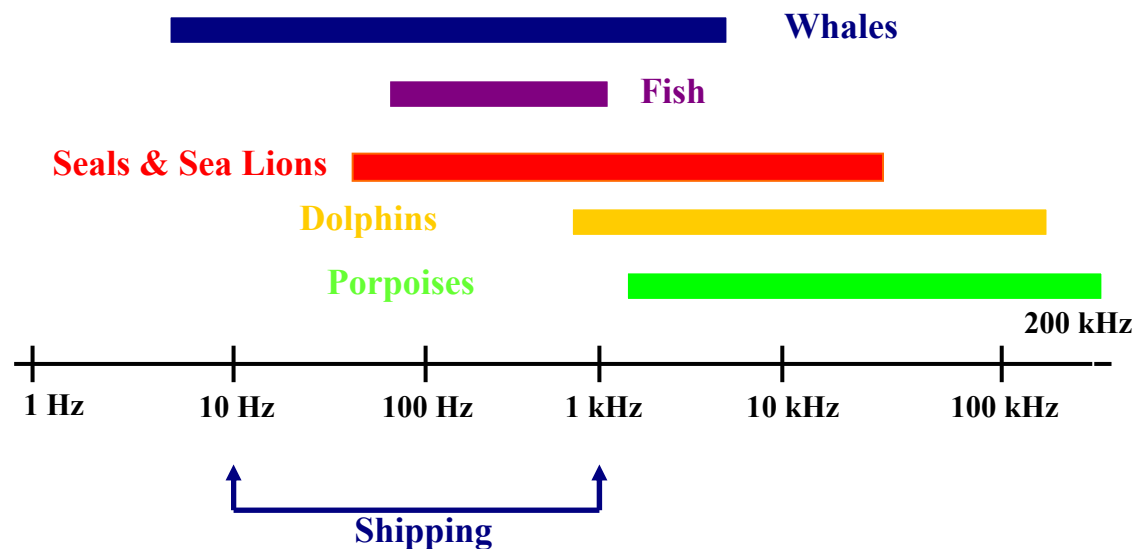 Whales
Fish
Seals & Sea Lions
Dolphins
Porpoises
200 kHz
1 Hz 10 Hz 100 Hz 1 kHz 10 kHz 100 kHz
Shipping